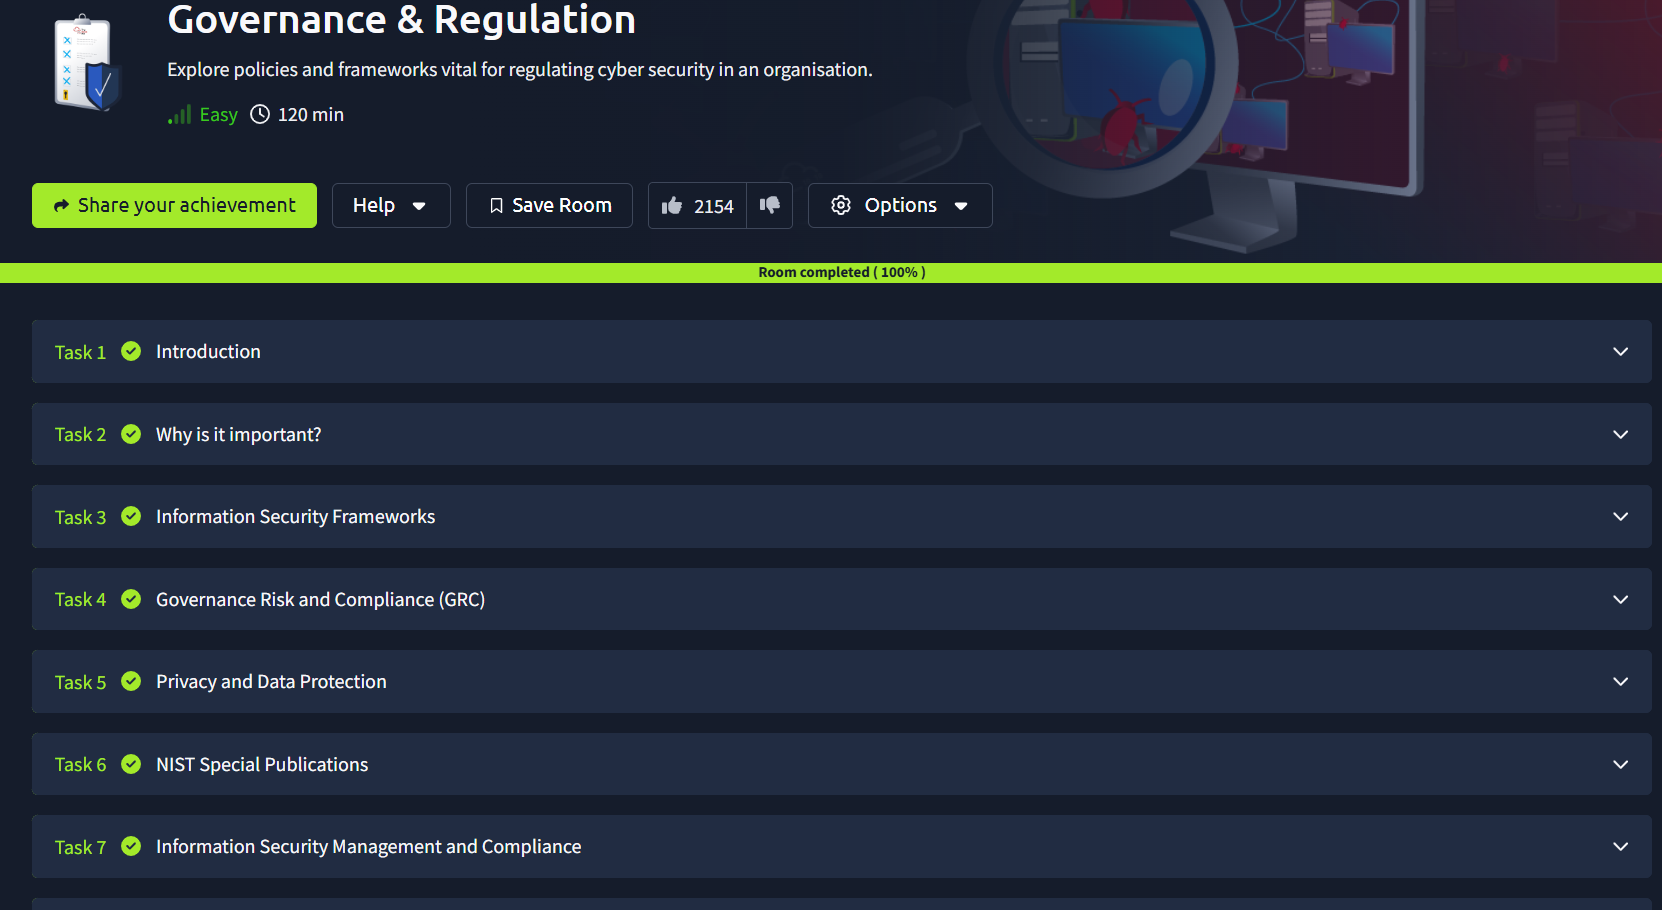 Governance & Regulation
Explore policies and frameworks vital for regulating cyber security in an organisation.
Easy 120 min
Share your achievement Help Save Room 2154 Options
Room completed ( 100% )
Task 1 Introduction
Task 2 Why is it important?
Task 3 Information Security Frameworks
Task 4 Governance Risk and Compliance (GRC)
Task 5 Privacy and Data Protection
Task 6 NIST Special Publications
Task 7 Information Security Management and Compliance